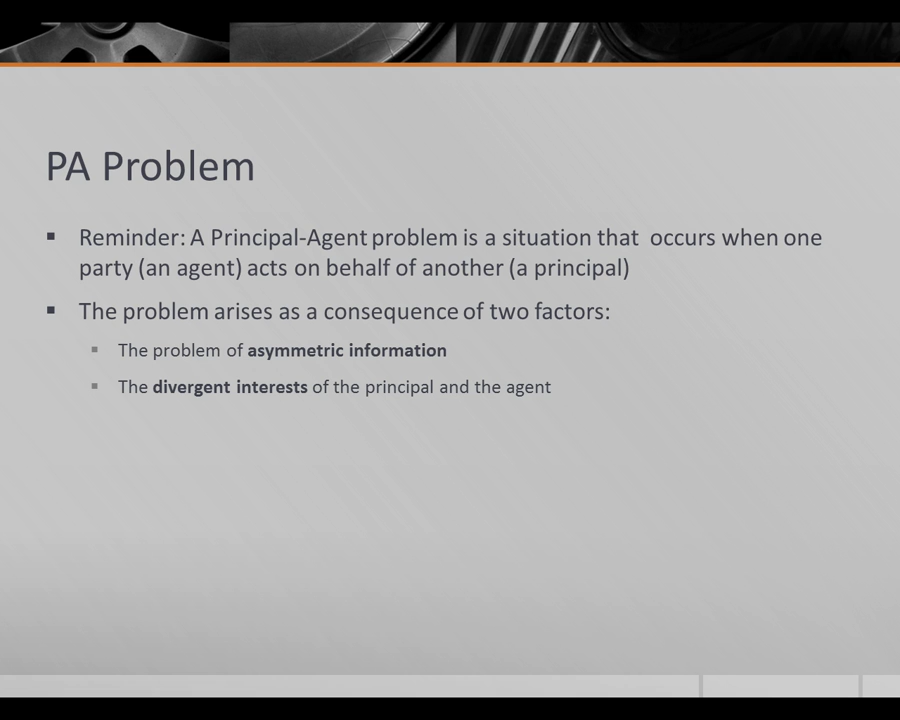 PA Problem
Reminder: A Principal-Agent problem is a situation that occurs when one
party (an agent) acts on behalf of another (a principal)
The problem arises as a consequence of two factors:
The problem of asymmetric information
The divergent interests of the principal and the agent